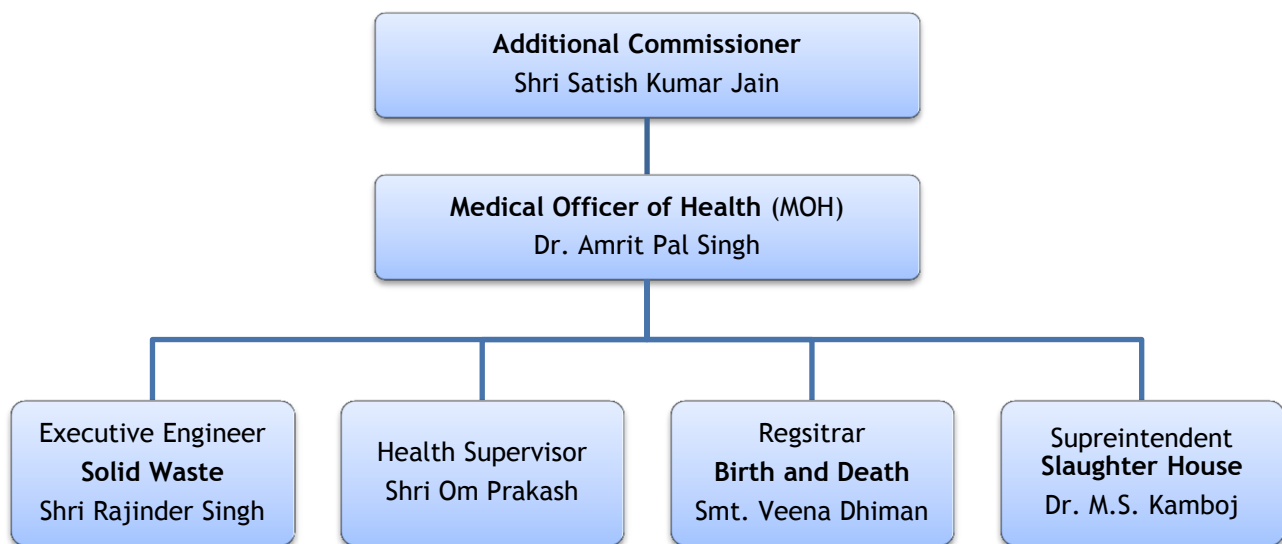 Additional Commissioner
Shri Satish Kumar Jain
Medical Officer of Health (MOH)
Dr. Amrit Pal Singh
Executive Engineer
Solid Waste
Shri Rajinder Singh
Health Supervisor
Shri Om Prakash
Regsitrar
Birth and Death
Smt. Veena Dhiman
Supreintendent
Slaughter House
Dr. M.S. Kamboj